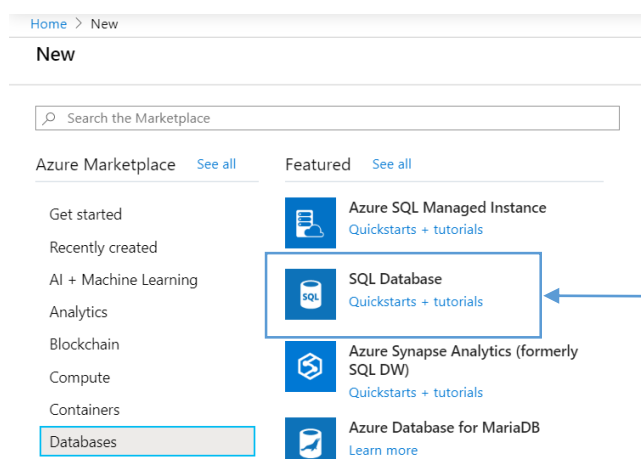 Home > New
New
Search the Marketplace
Azure Marketplace See all
Get started
Recently created
AI + Machine Learning
Analytics
Blockchain
Compute
Containers
Databases
Featured See all
Azure SQL Managed Instance
Quickstarts + tutorials
SQL
SQL Database
Quickstarts + tutorials
Azure Synapse Analytics (formerly
SQL DW)
Quickstarts + tutorials
Azure Database for MariaDB
Learn more